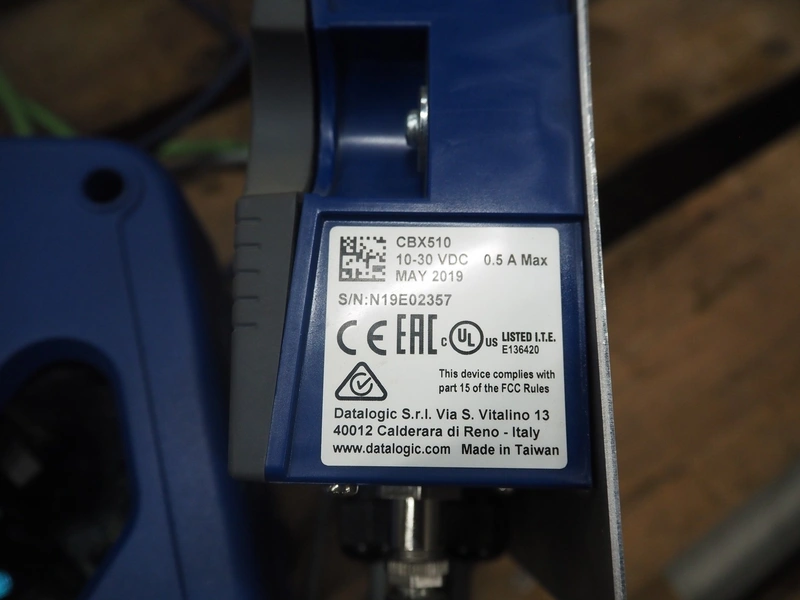 CBX510
10-30 VDC 0.5 A Max
MAY 2019
S/N:N19E02357
CE EAC c UL US LISTED I.T.E.
E136420
This device complies with
part 15 of the FCC Rules
Datalogic S.r.l. Via S. Vitalino 13
40012 Calderara di Reno - Italy
www.datalogic.com Made in Taiwan